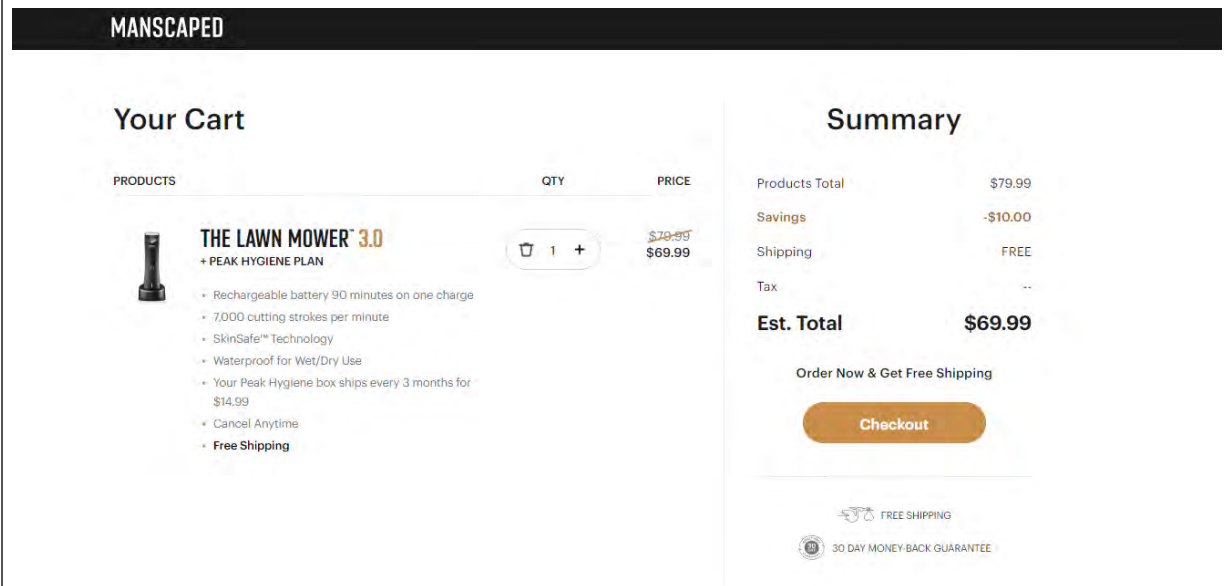 MANSCAPED
Your Cart
PRODUCTS QTY PRICE
THE LAWN MOWER™ 3.0
+ PEAK HYGIENE PLAN
1 +
$79.99
$69.99
• Rechargeable battery 90 minutes on one charge
• 7,000 cutting strokes per minute
• SkinSafe™ Technology
• Waterproof for Wet/Dry Use
• Your Peak Hygiene box ships every 3 months for
$14.99
• Cancel Anytime
• Free Shipping
Summary
Products Total $79.99
Savings -$10.00
Shipping FREE
Tax --
Est. Total $69.99
Order Now & Get Free Shipping
Checkout
FREE SHIPPING
30 DAY MONEY-BACK GUARANTEE